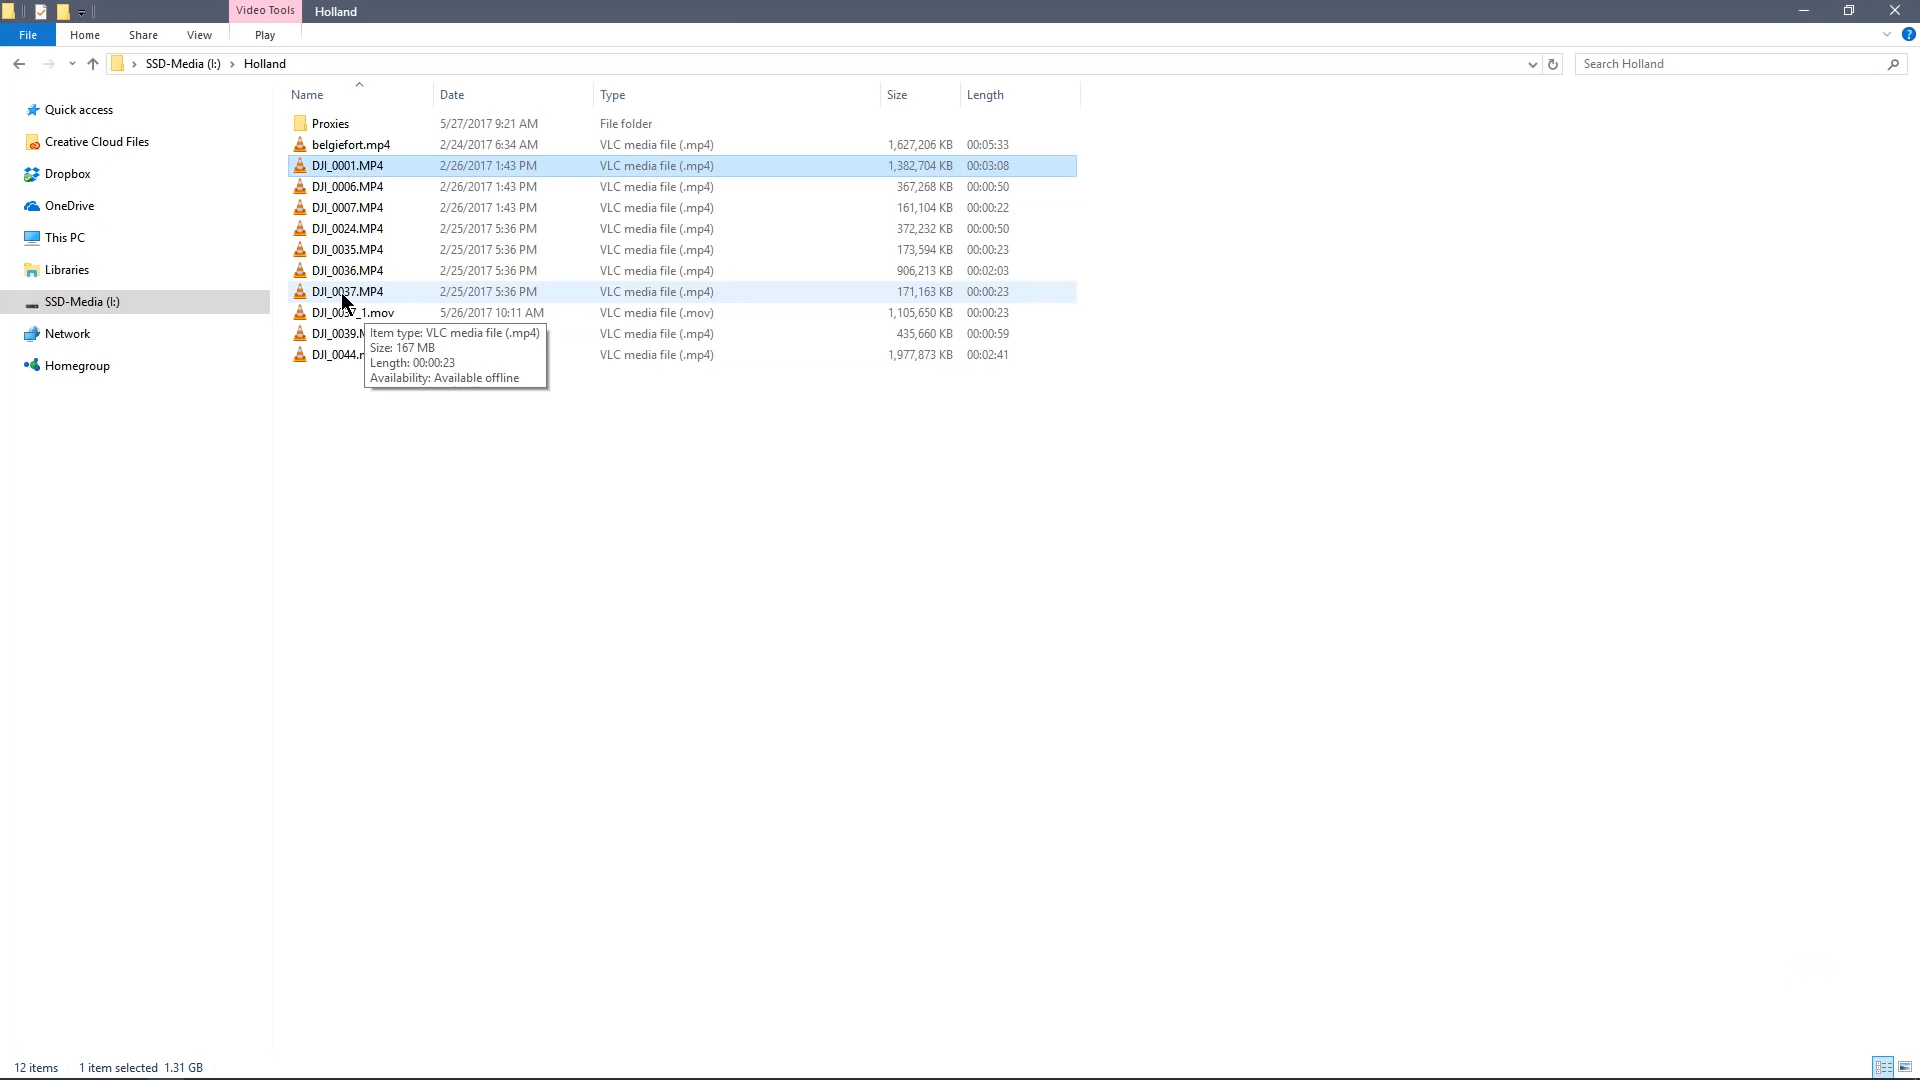 Video Tools Holland
File Home Share View Play
SSD-Media (I:) Holland Search Holland
Name Date Type Size Length
Quick access
Creative Cloud Files
Dropbox
OneDrive
This PC
Libraries
SSD-Media (I:)
Network
Homegroup
Proxies 5/27/2017 9:21 AM File folder
belgiefort.mp4 2/24/2017 6:34 AM VLC media file (.mp4) 1,627,206 KB 00:05:33
DJI_0001.MP4 2/26/2017 1:43 PM VLC media file (.mp4) 1,382,704 KB 00:03:08
DJI_0006.MP4 2/26/2017 1:43 PM VLC media file (.mp4) 367,268 KB 00:00:50
DJI_0007.MP4 2/26/2017 1:43 PM VLC media file (.mp4) 161,104 KB 00:00:22
DJI_0024.MP4 2/25/2017 5:36 PM VLC media file (.mp4) 372,232 KB 00:00:50
DJI_0035.MP4 2/25/2017 5:36 PM VLC media file (.mp4) 173,594 KB 00:00:23
DJI_0036.MP4 2/25/2017 5:36 PM VLC media file (.mp4) 906,213 KB 00:02:03
DJI_0037.MP4 2/25/2017 5:36 PM VLC media file (.mp4) 171,163 KB 00:00:23
DJI_0037_1.mov 5/26/2017 10:11 AM VLC media file (.mov) 1,105,650 KB 00:00:23
DJI_0039.M VLC media file (.mp4) 435,660 KB 00:00:59
DJI_0044.m VLC media file (.mp4) 1,977,873 KB 00:02:41
Item type: VLC media file (.mp4)
Size: 167 MB
Length: 00:00:23
Availability: Available offline
12 items 1 item selected 1.31 GB